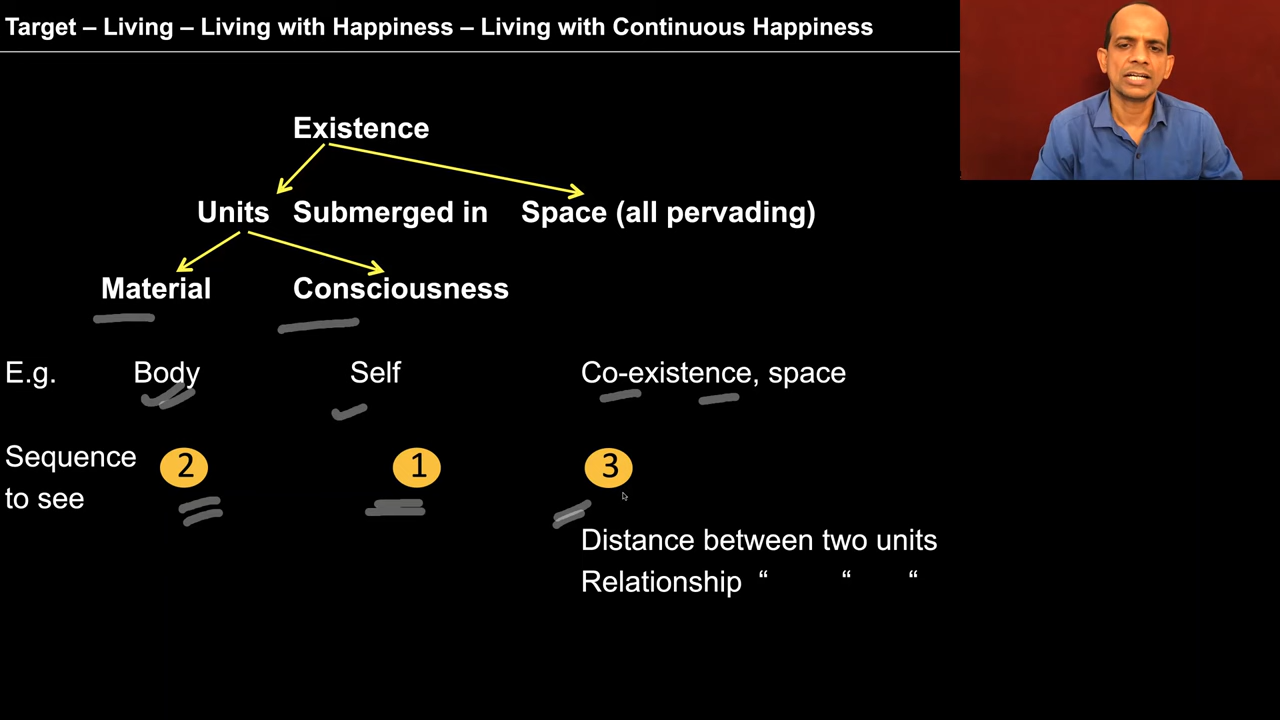 Target – Living – Living with Happiness – Living with Continuous Happiness
Existence
Units Submerged in Space (all pervading)
Material Consciousness
E.g. Body Self Co-existence, space
Sequence to see 2 1 3
Distance between two units
Relationship “ “ “